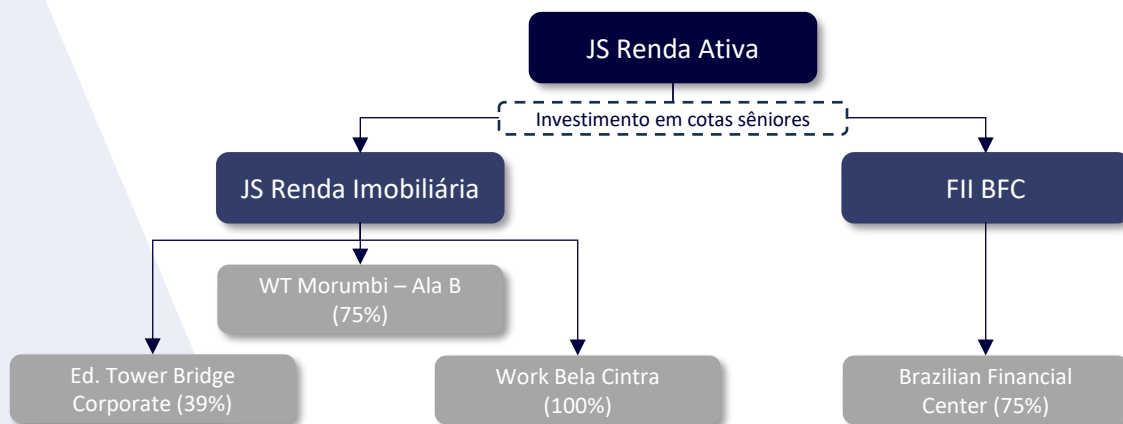 JS Renda Ativa
Investimento em cotas sêniores
JS Renda Imobiliária
FII BFC
WT Morumbi – Ala B
(75%)
Ed. Tower Bridge
Corporate (39%)
Work Bela Cintra
(100%)
Brazilian Financial
Center (75%)